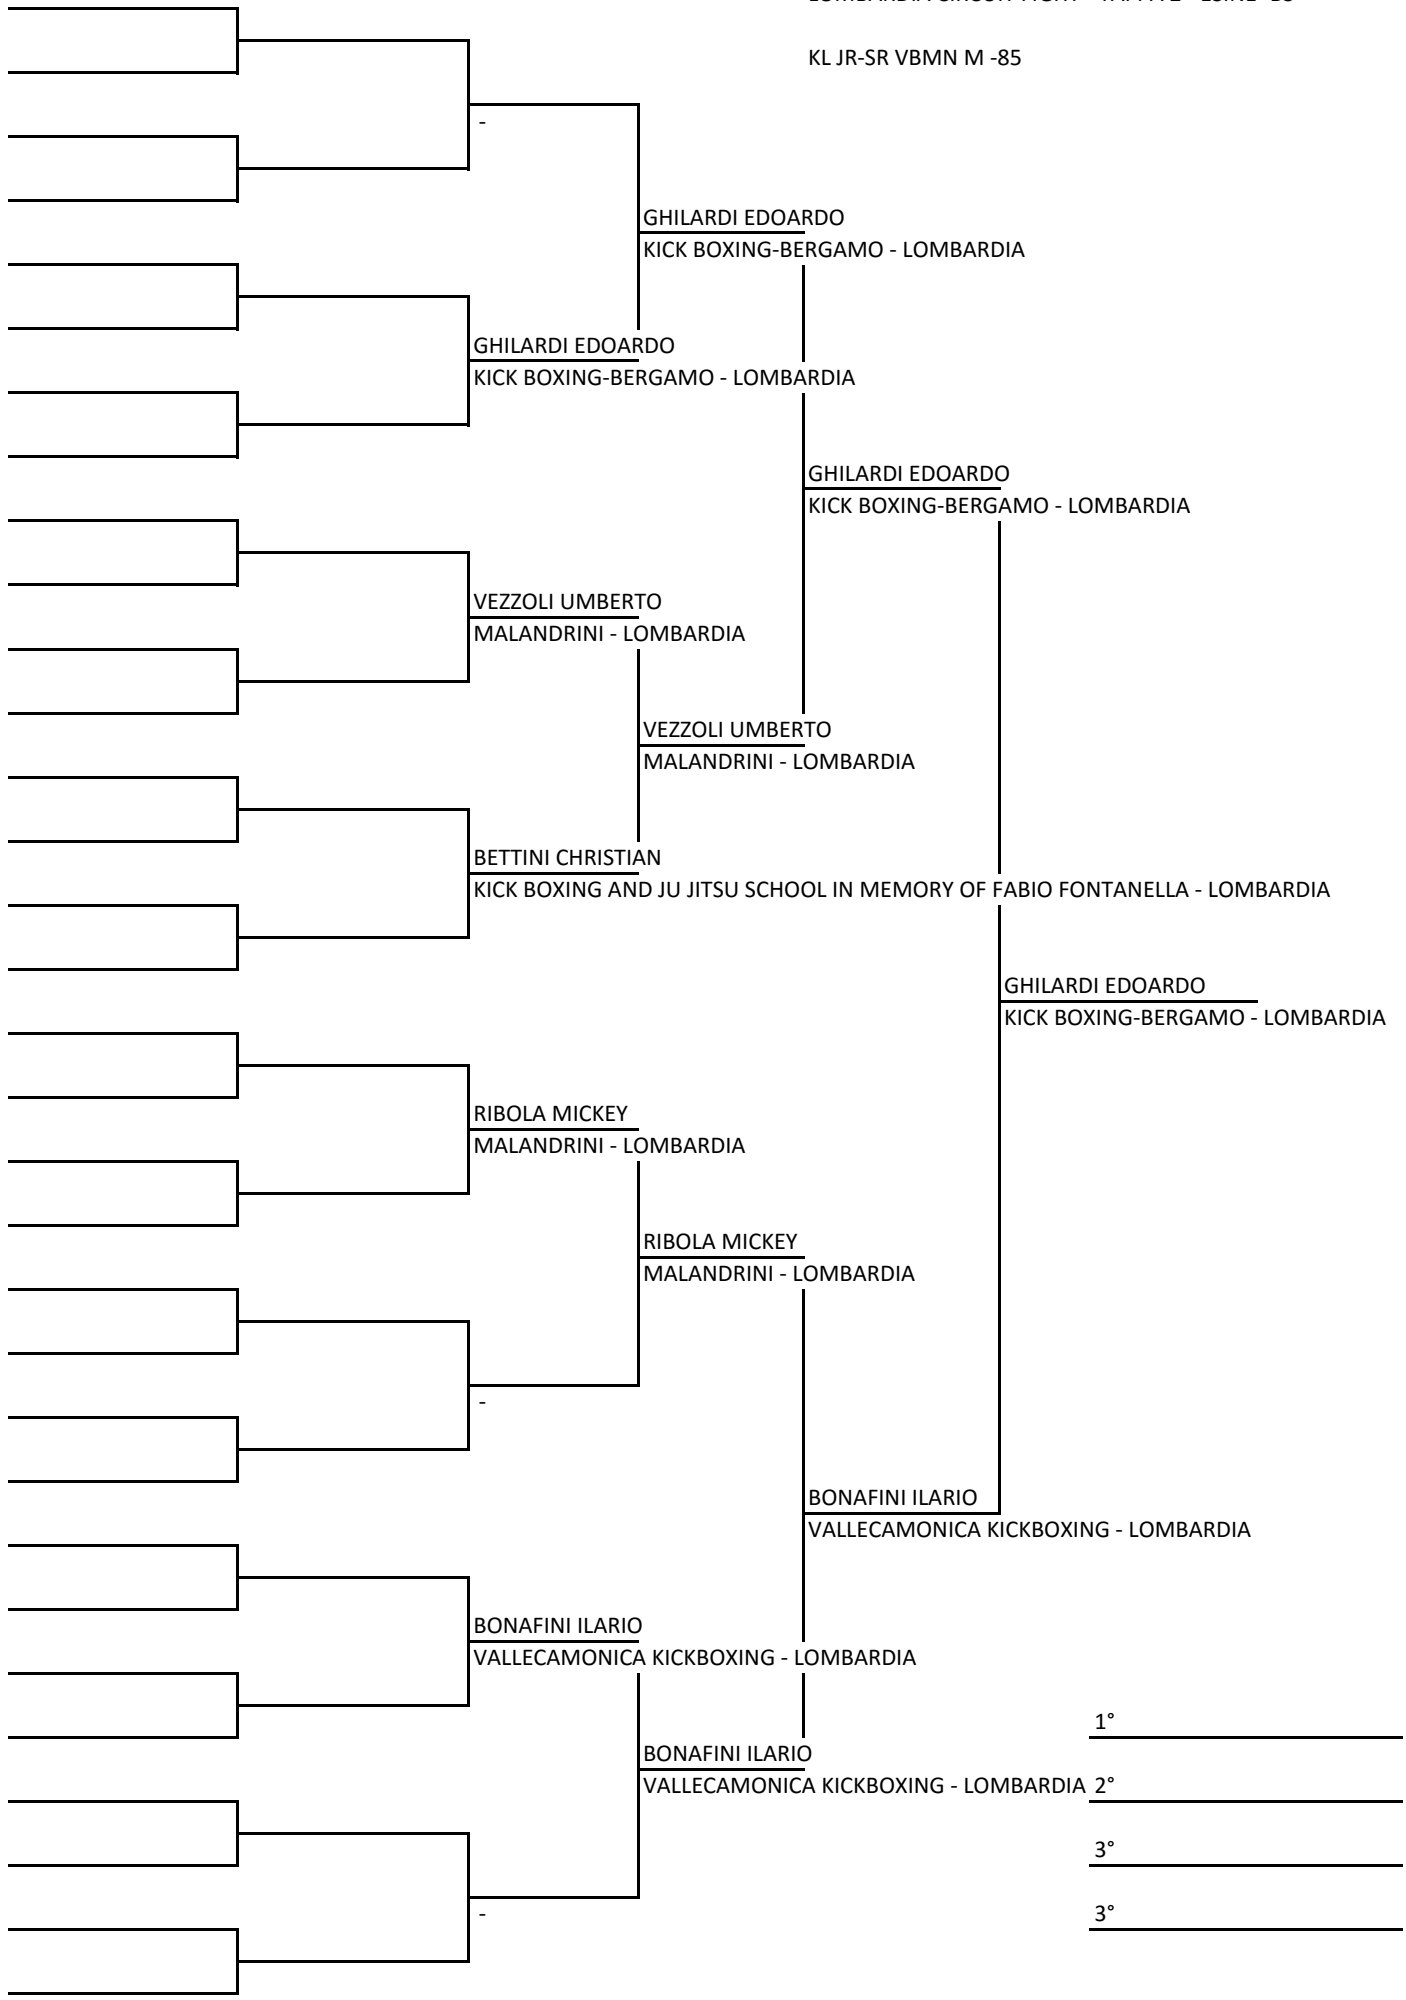 KL JR-SR VBMN M -85
-
GHILARDI EDOARDO
KICK BOXING-BERGAMO - LOMBARDIA
GHILARDI EDOARDO
KICK BOXING-BERGAMO - LOMBARDIA
GHILARDI EDOARDO
KICK BOXING-BERGAMO - LOMBARDIA
VEZZOLI UMBERTO
MALANDRINI - LOMBARDIA
VEZZOLI UMBERTO
MALANDRINI - LOMBARDIA
BETTINI CHRISTIAN
KICK BOXING AND JU JITSU SCHOOL IN MEMORY OF FABIO FONTANELLA - LOMBARDIA
GHILARDI EDOARDO
KICK BOXING-BERGAMO - LOMBARDIA
RIBOLA MICKEY
MALANDRINI - LOMBARDIA
RIBOLA MICKEY
MALANDRINI - LOMBARDIA
-
BONAFINI ILARIO
VALLECAMONICA KICKBOXING - LOMBARDIA
BONAFINI ILARIO
VALLECAMONICA KICKBOXING - LOMBARDIA
1°
BONAFINI ILARIO
VALLECAMONICA KICKBOXING - LOMBARDIA 2°
3°
-
3°